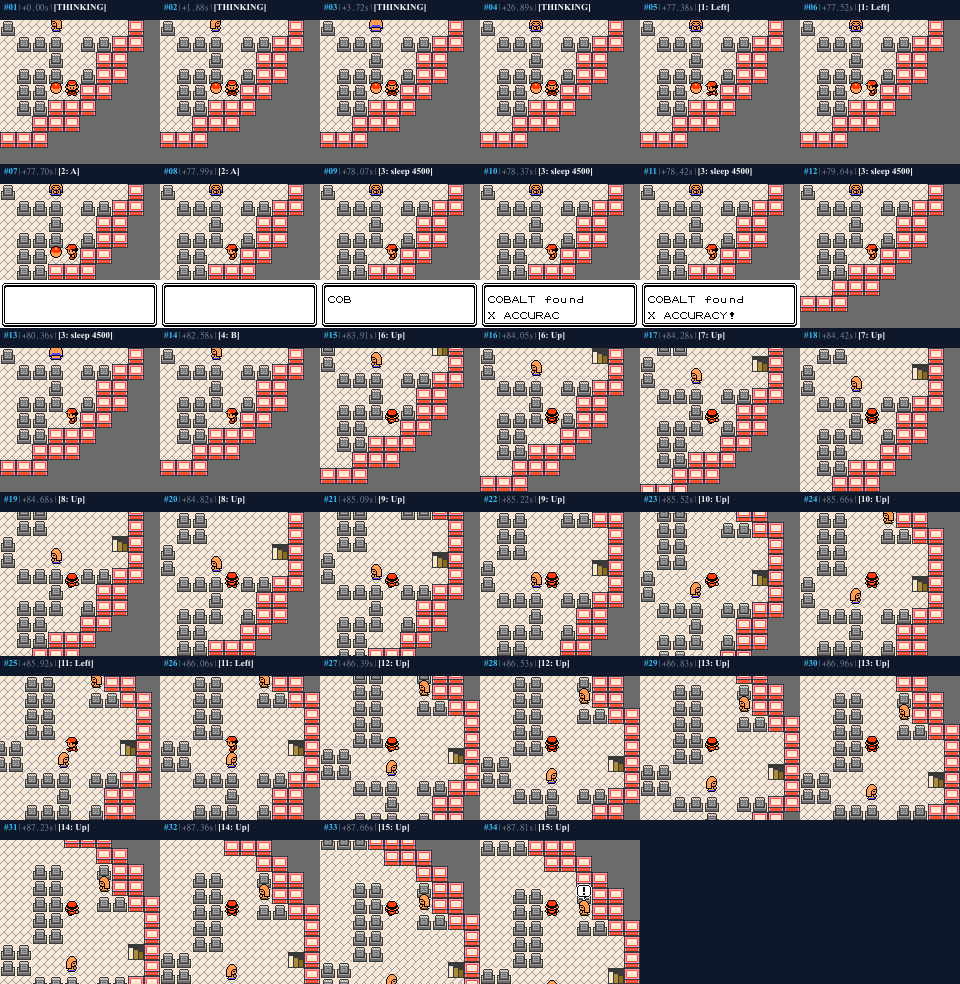 #01|+0.00s|[THINKING]
#02|+1.88s|[THINKING]
#03|+3.72s|[THINKING]
#04|+26.89s|[THINKING]
#05|+77.38s|[1: Left]
#06|+77.52s|[1: Left]
#07|+77.70s|[2: A]
#08|+77.99s|[2: A]
#09|+78.07s|[3: sleep 4500]
#10|+78.37s|[3: sleep 4500]
#11|+78.42s|[3: sleep 4500]
#12|+79.64s|[3: sleep 4500]
COB
COBALT found
X ACCURAC
COBALT found
X ACCURACY!
#13|+80.36s|[3: sleep 4500]
#14|+82.58s|[4: B]
#15|+83.91s|[6: Up]
#16|+84.05s|[6: Up]
#17|+84.28s|[7: Up]
#18|+84.42s|[7: Up]
#19|+84.68s|[8: Up]
#20|+84.82s|[8: Up]
#21|+85.09s|[9: Up]
#22|+85.22s|[9: Up]
#23|+85.52s|[10: Up]
#24|+85.66s|[10: Up]
#25|+85.92s|[11: Left]
#26|+86.06s|[11: Left]
#27|+86.39s|[12: Up]
#28|+86.53s|[12: Up]
#29|+86.83s|[13: Up]
#30|+86.96s|[13: Up]
#31|+87.23s|[14: Up]
#32|+87.36s|[14: Up]
#33|+87.66s|[15: Up]
#34|+87.81s|[15: Up]
!